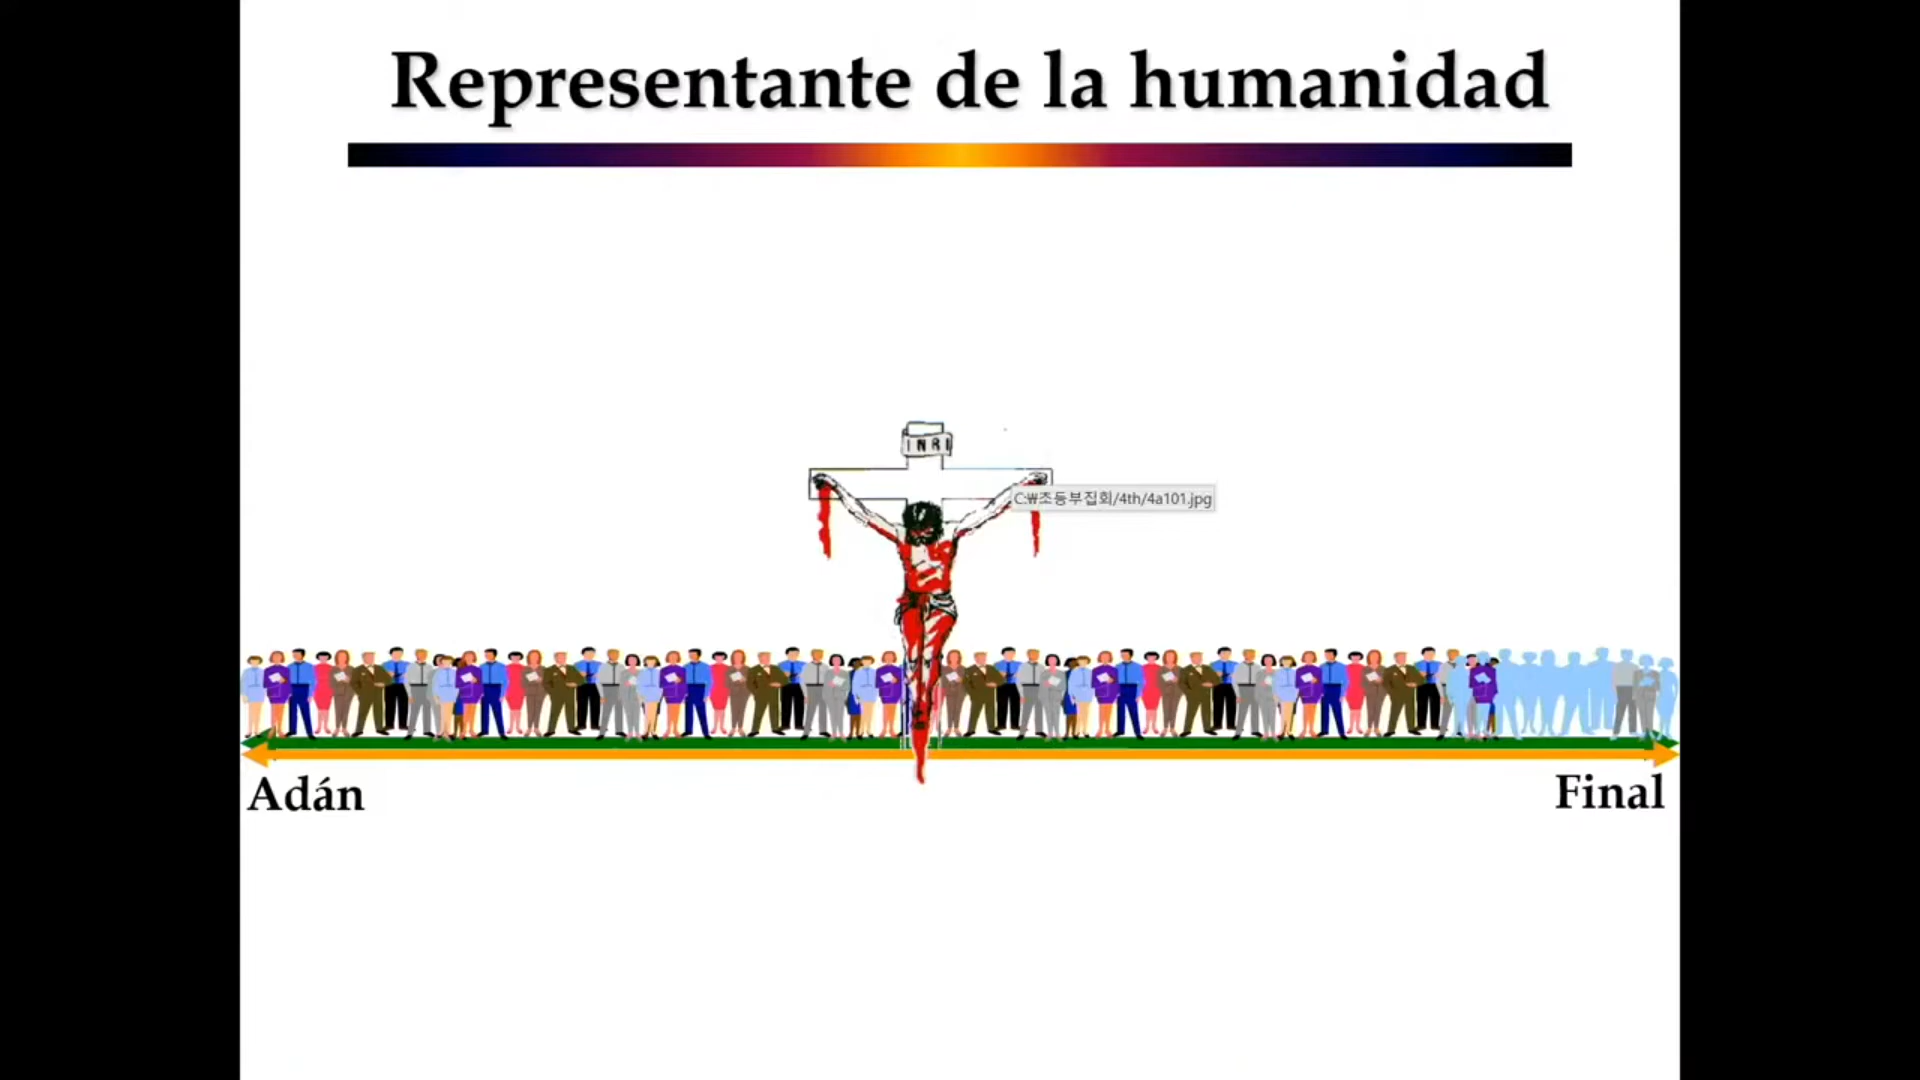 Representante de la humanidad
INRI
C:₩초등부집회/4th/4a101.jpg
Adán
Final